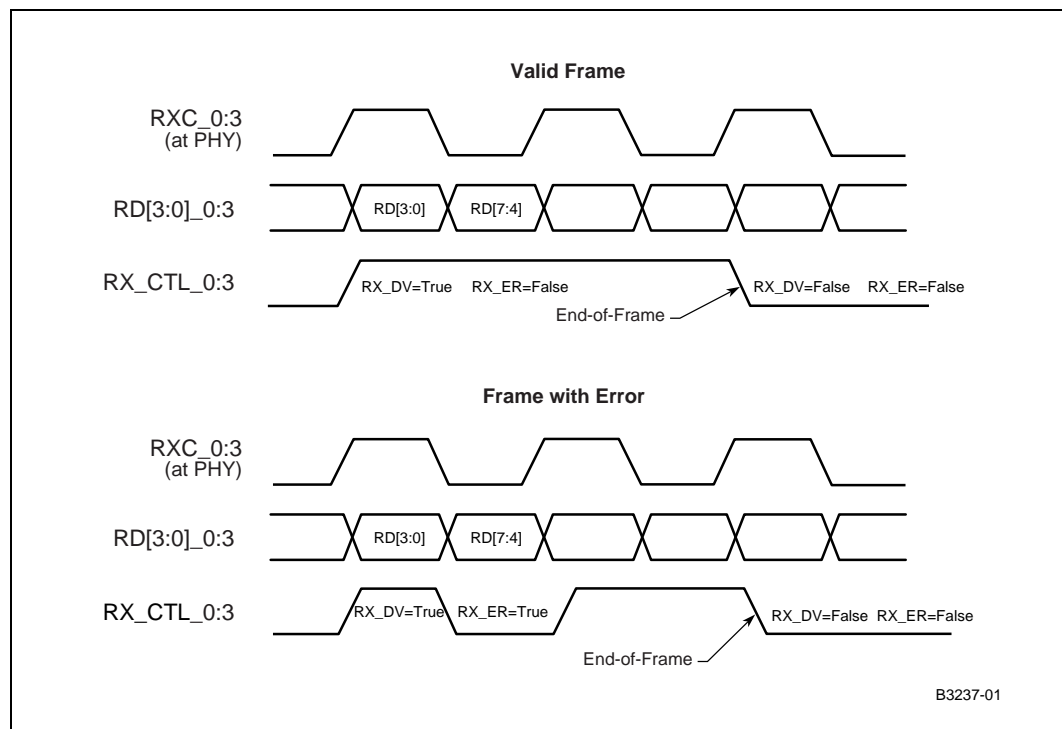 Valid Frame
RXC_0:3
(at PHY)
RD[3:0]_0:3
RD[3:0]
RD[7:4]
RX_CTL_0:3
RX_DV=True RX_ER=False
RX_DV=False RX_ER=False
End-of-Frame
Frame with Error
RXC_0:3
(at PHY)
RD[3:0]_0:3
RD[3:0]
RD[7:4]
RX_CTL_0:3
RX_DV=True
RX_ER=True
RX_DV=False RX_ER=False
End-of-Frame
B3237-01